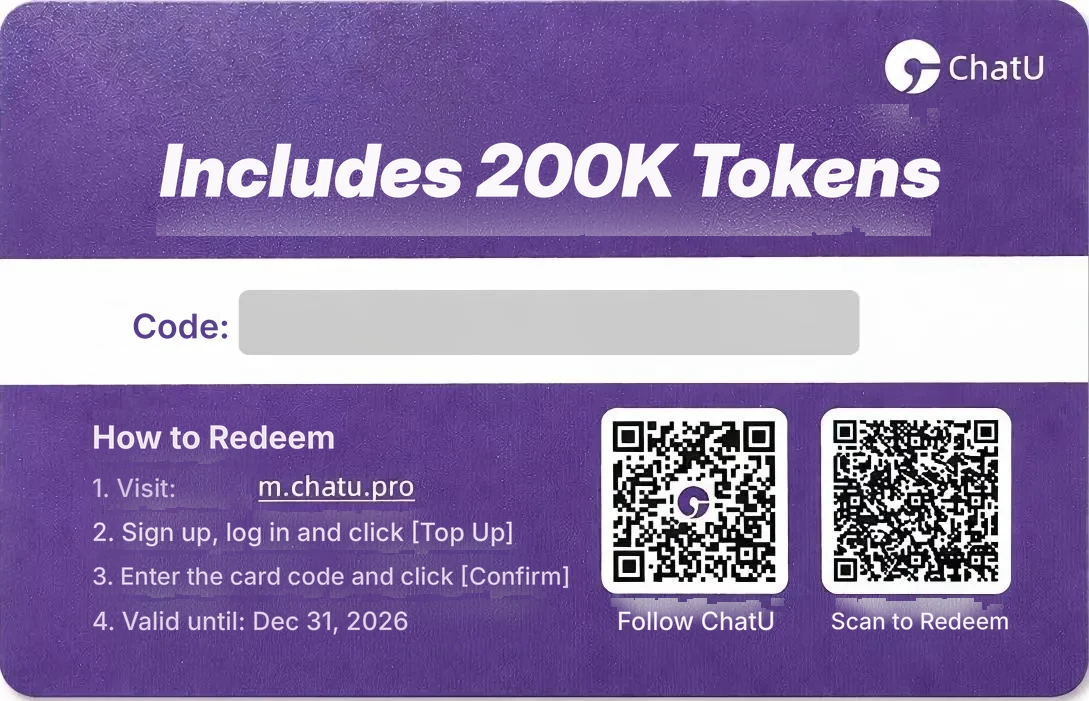 ChatU
Includes 200K Tokens
Code:
How to Redeem
1. Visit: m.chatu.pro
2. Sign up, log in and click [Top Up]
3. Enter the card code and click [Confirm]
4. Valid until: Dec 31, 2026
Follow ChatU
Scan to Redeem